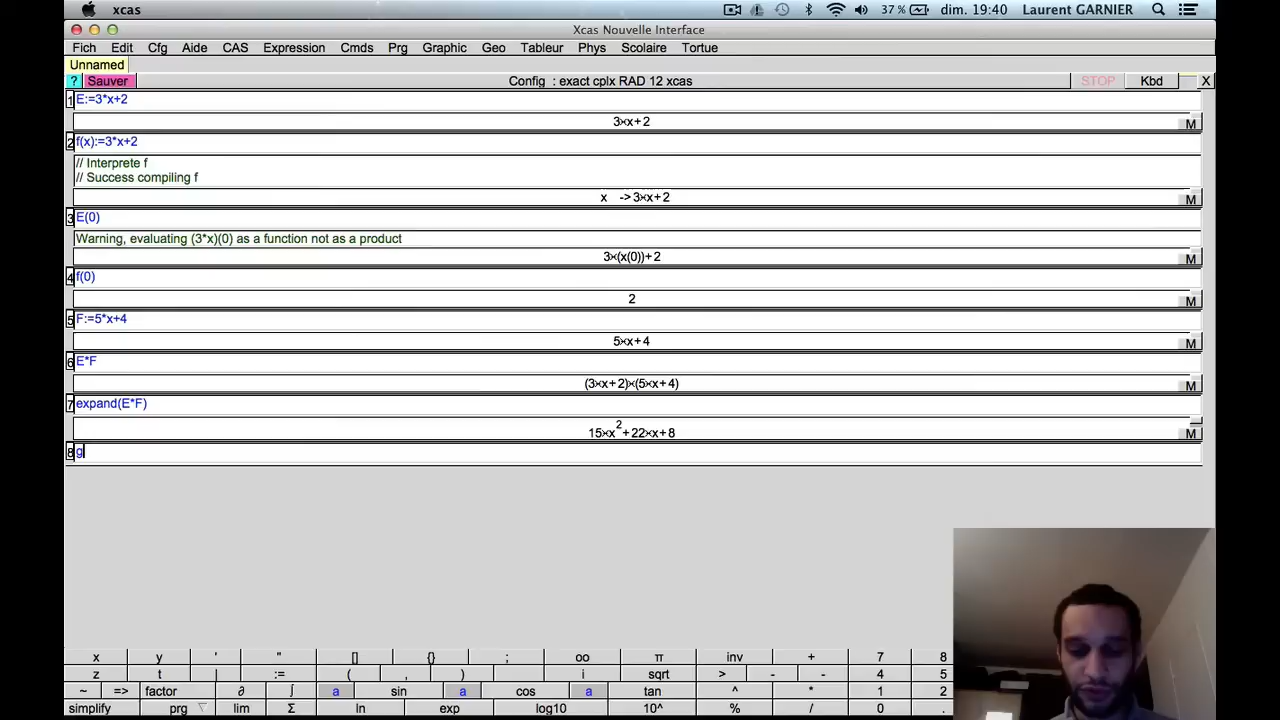 xcas 37 % dim. 19:40 Laurent GARNIER
Xcas Nouvelle Interface
Fich Edit Cfg Aide CAS Expression Cmds Prg Graphic Geo Tableur Phys Scolaire Tortue
Unnamed
? Sauver Config : exact cplx RAD 12 xcas STOP Kbd X
1 E:=3*x+2
3×x+2 M
2 f(x):=3*x+2
// Interprete f
// Success compiling f
x ->3×x+2 M
3 E(0)
Warning, evaluating (3*x)(0) as a function not as a product
3×(x(0))+2 M
4 f(0)
2 M
5 F:=5*x+4
5×x+4 M
6 E*F
(3×x+2)×(5×x+4) M
7 expand(E*F)
15×x²+22×x+8 M
8 g
x y ' " [] {} ; oo π inv + 7 8
z t | := ( , ) i sqrt > - - 4 5
~ => factor ∂ ∫ a sin a cos a tan ^ * 1 2
simplify prg lim Σ ln exp log10 10^ % / 0 .